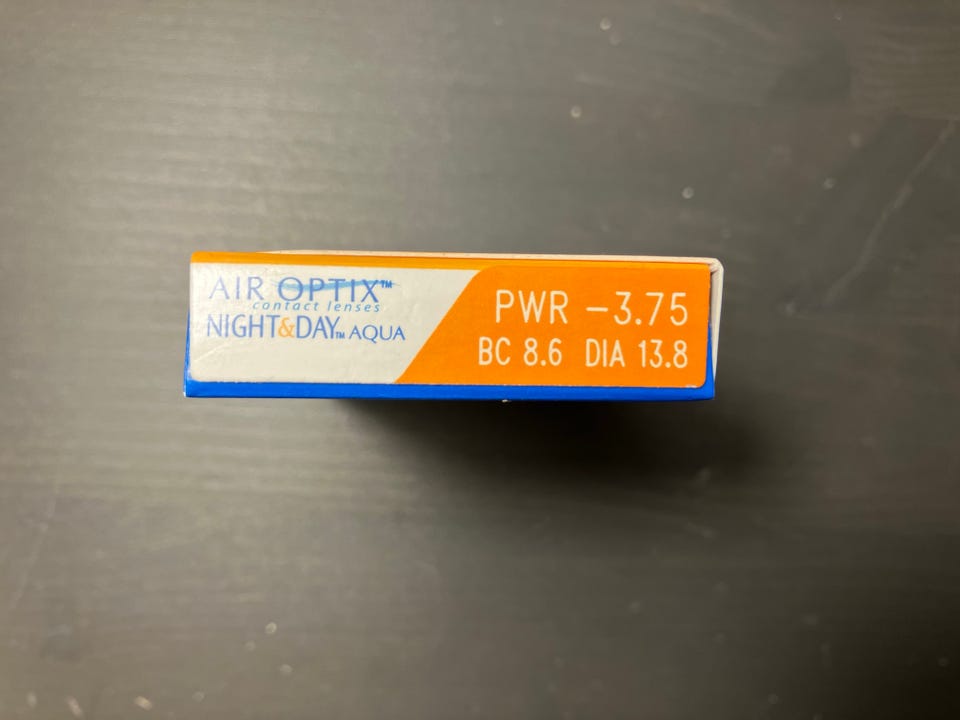 AIR OPTIX™
contact lenses
NIGHT&DAY™ AQUA
PWR -3.75
BC 8.6 DIA 13.8